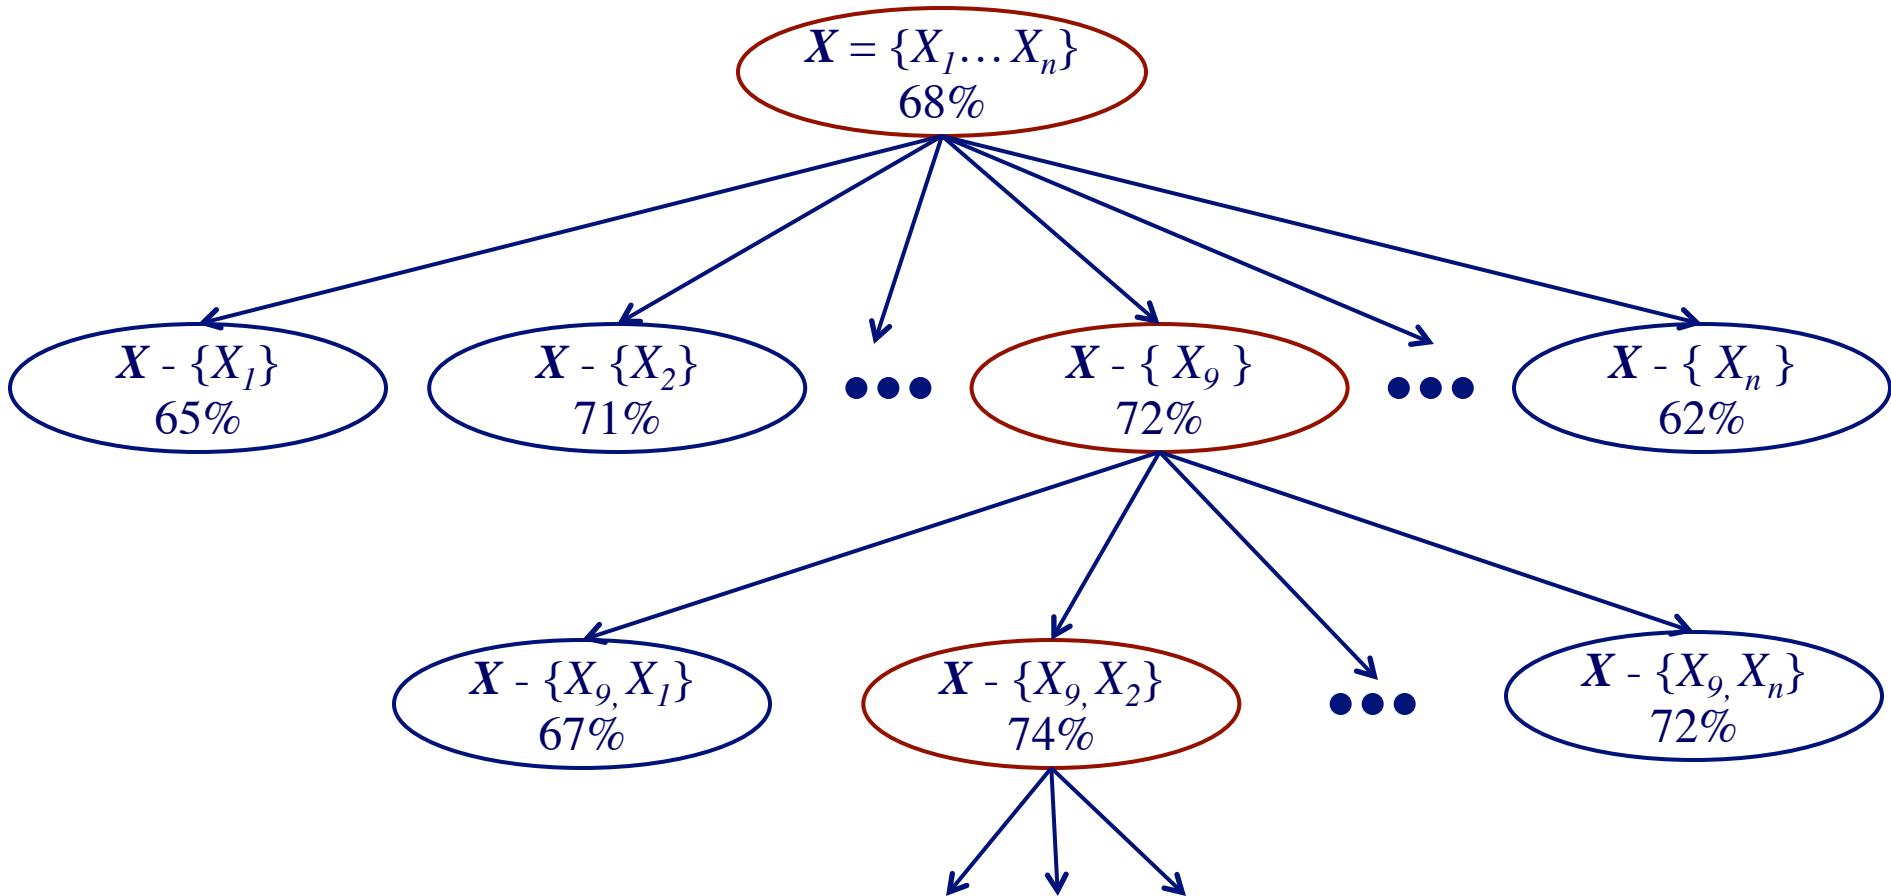 X = {X1… Xn}
68%
X - {X1}
65%
X - {X2}
71%
•••
X - { X9 }
72%
•••
X - { Xn }
62%
X - {X9, X1}
67%
X - {X9, X2}
74%
•••
X - {X9, Xn}
72%